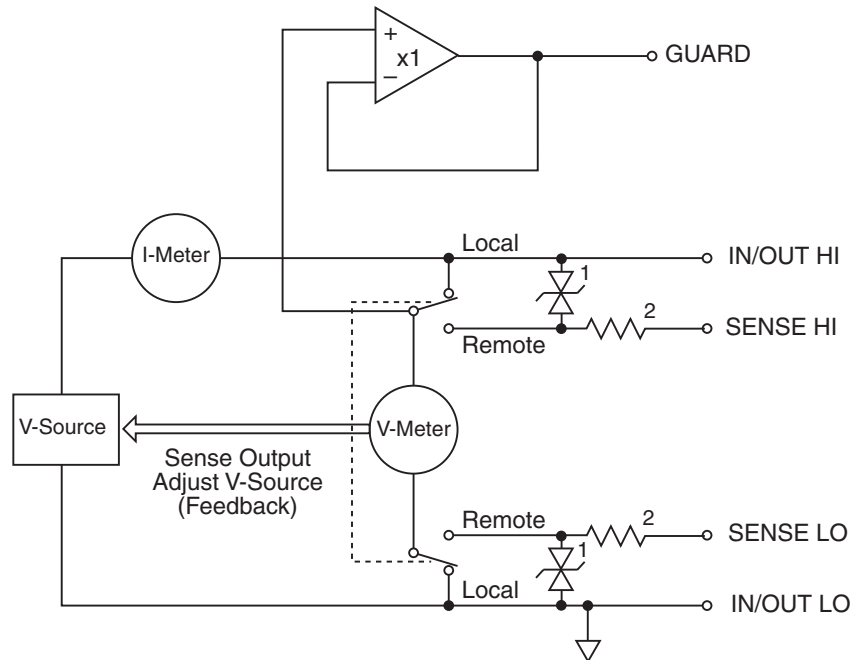 +
x1
−
GUARD
Local
I-Meter
IN/OUT HI
1
2
SENSE HI
Remote
V-Source
V-Meter
Sense Output
Adjust V-Source
(Feedback)
Remote
2
SENSE LO
1
Local
IN/OUT LO